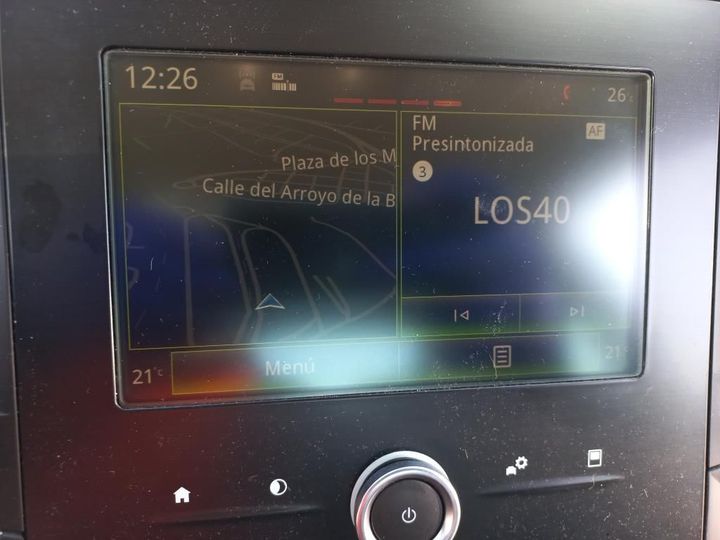 12:26
FM
26°c
FM
Presintonizada
AF
3
LOS40
Plaza de los M
Calle del Arroyo de la B
21°c
Menú
21°